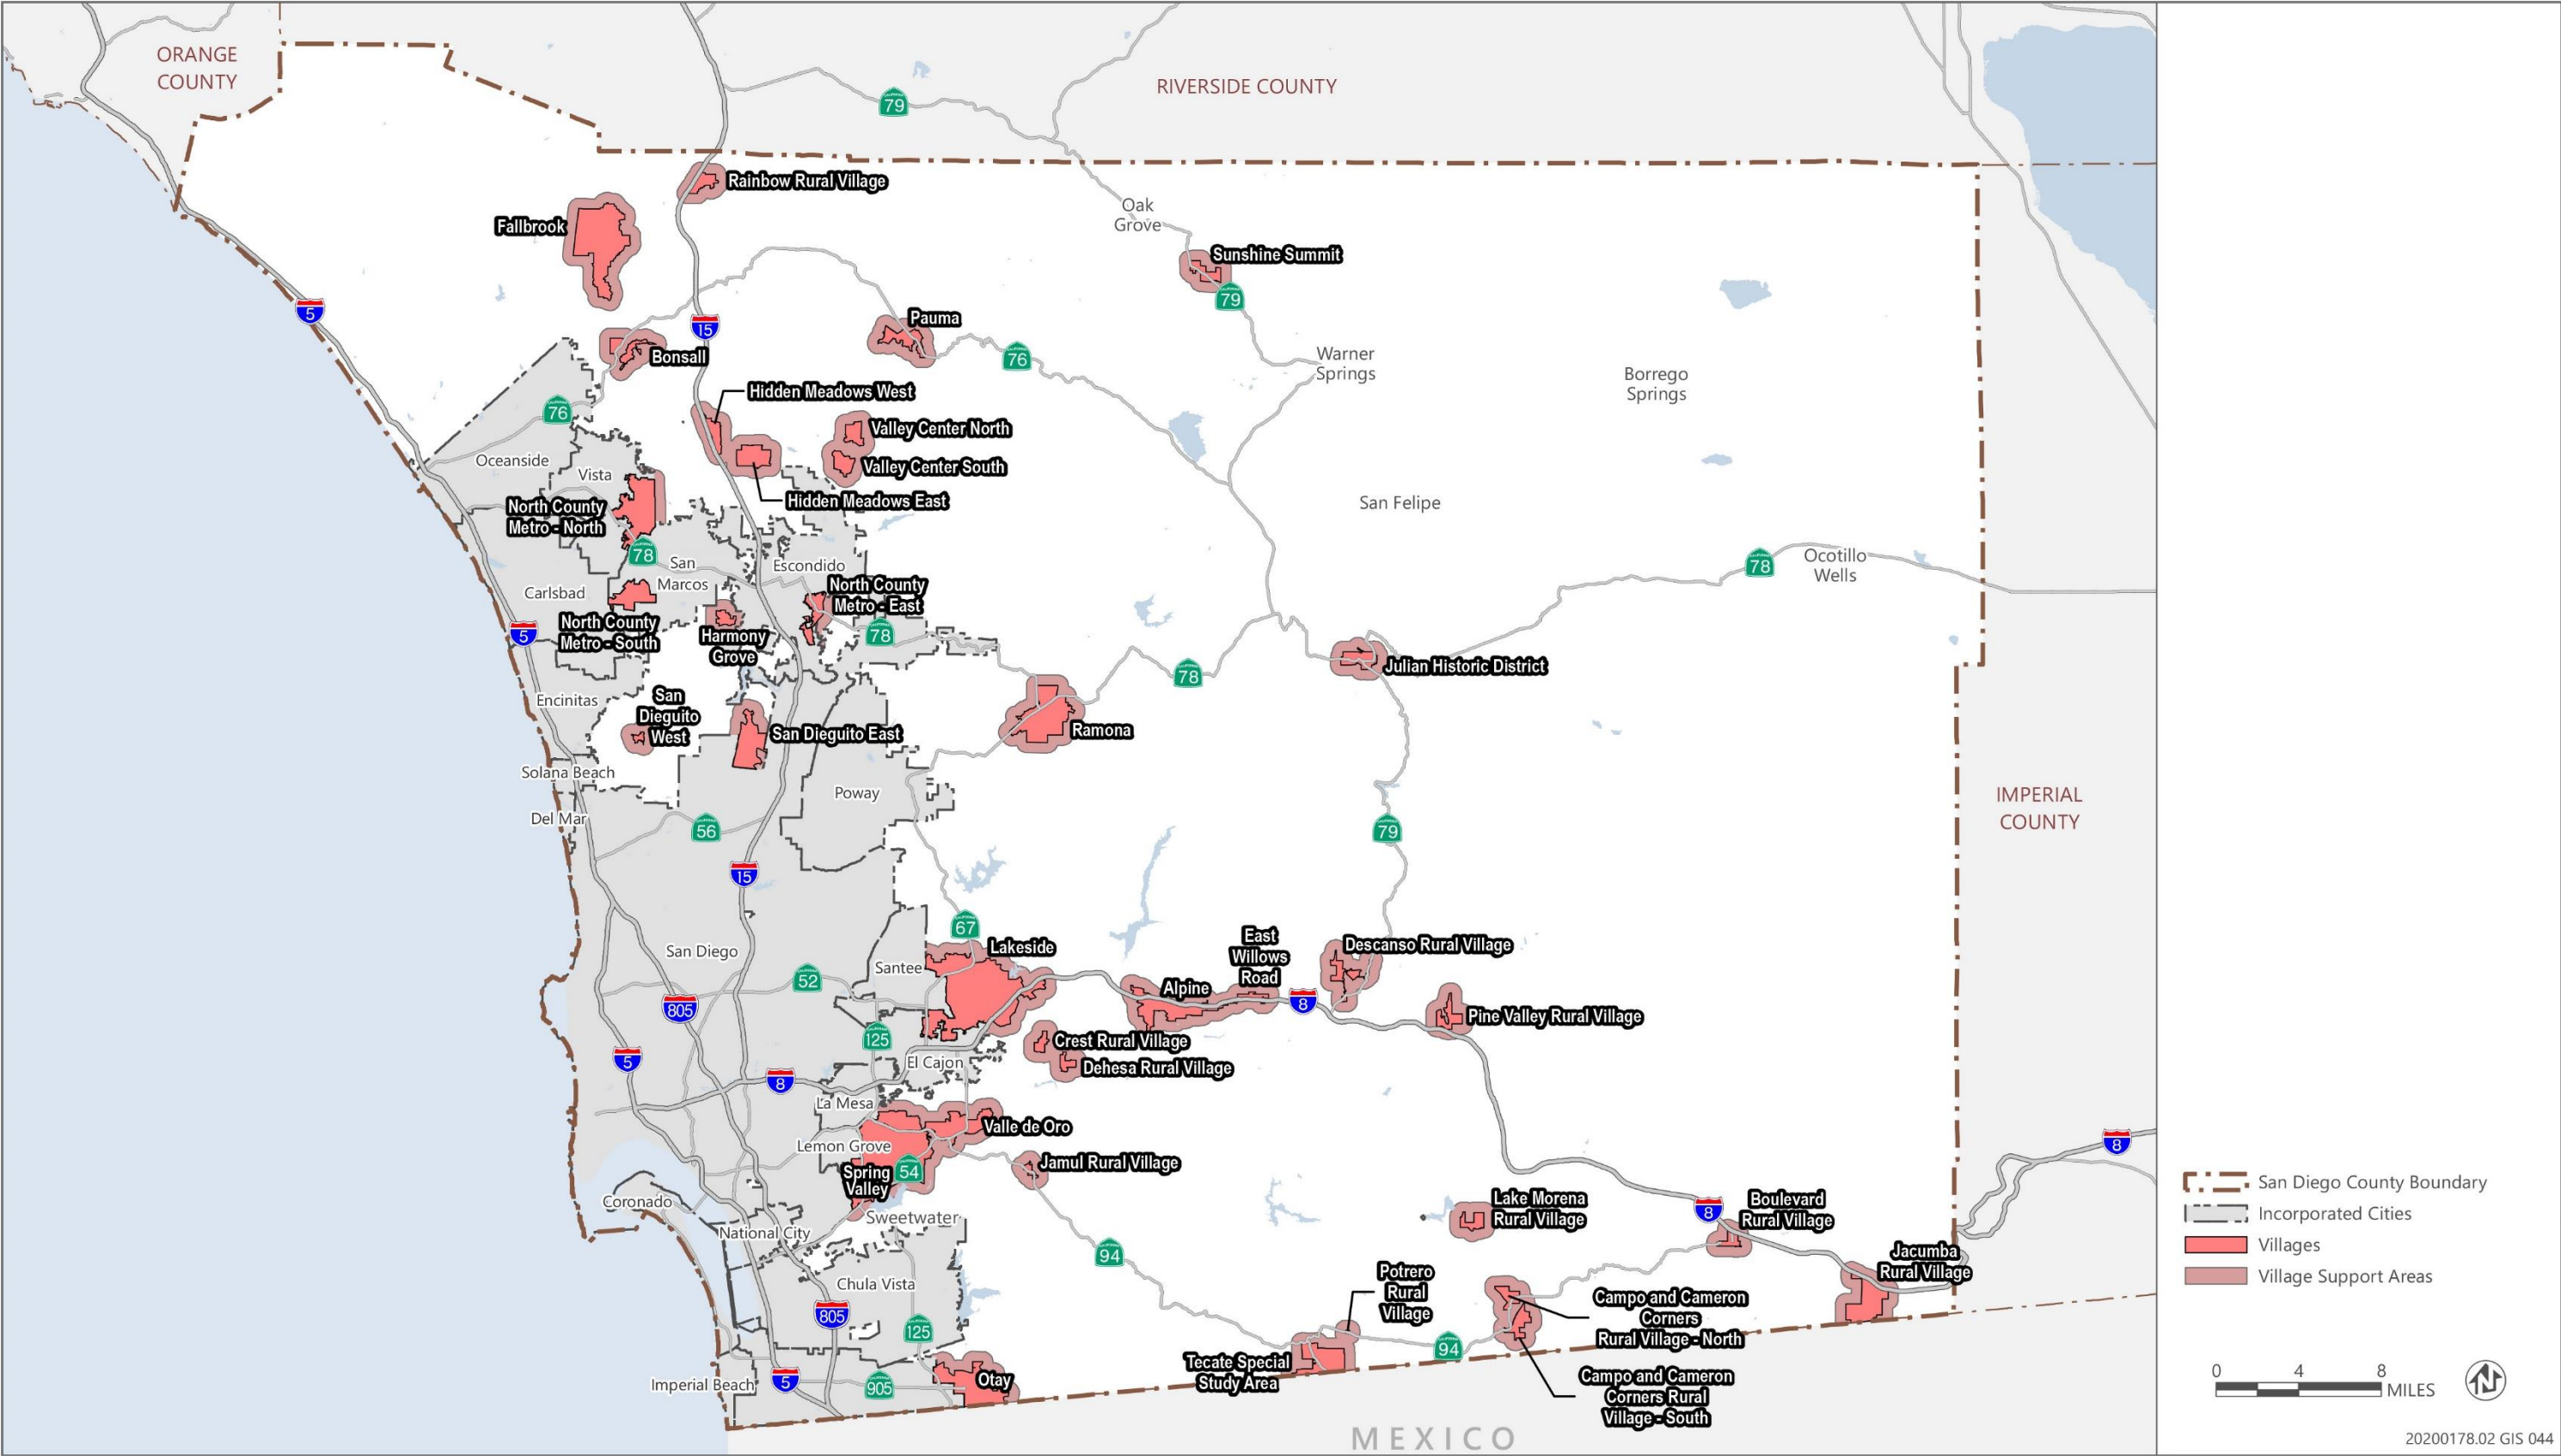 ORANGE
COUNTY
RIVERSIDE COUNTY
79
Rainbow Rural Village
Oak
Grove
Fallbrook
Sunshine Summit
79
5
15
Pauma
Bonsall
76
Warner
Springs
Borrego
Springs
Hidden Meadows West
76
Valley Center North
Oceanside
Valley Center South
Vista
Hidden Meadows East
San Felipe
North County
Metro - North
78
San
Marcos
Escondido
78
Ocotillo
Wells
Carlsbad
North County
Metro - East
North County
Metro - South
5
Harmony
Grove
78
Julian Historic District
78
Encinitas
San
Dieguito
West
San Dieguito East
Ramona
Solana Beach
Poway
IMPERIAL
COUNTY
Del Mar
56
79
15
67
San Diego
Lakeside
East
Willows
Road
Descanso Rural Village
Santee
52
Alpine
8
805
Pine Valley Rural Village
125
Crest Rural Village
5
El Cajon
Dehesa Rural Village
8
La Mesa
Valle de Oro
Lemon Grove
8
Spring
Valley
54
Jamul Rural Village
Coronado
Lake Morena
Rural Village
8
Boulevard
Rural Village
Sweetwater
National City
94
Jacumba
Rural Village
Chula Vista
Potrero
Rural
Village
Campo and Cameron
Corners
Rural Village - North
805
125
94
Tecate Special
Study Area
Imperial Beach
5
905
Otay
Campo and Cameron
Corners Rural
Village - South
MEXICO
San Diego County Boundary
Incorporated Cities
Villages
Village Support Areas
0 4 8
MILES
N
20200178.02 GIS 044